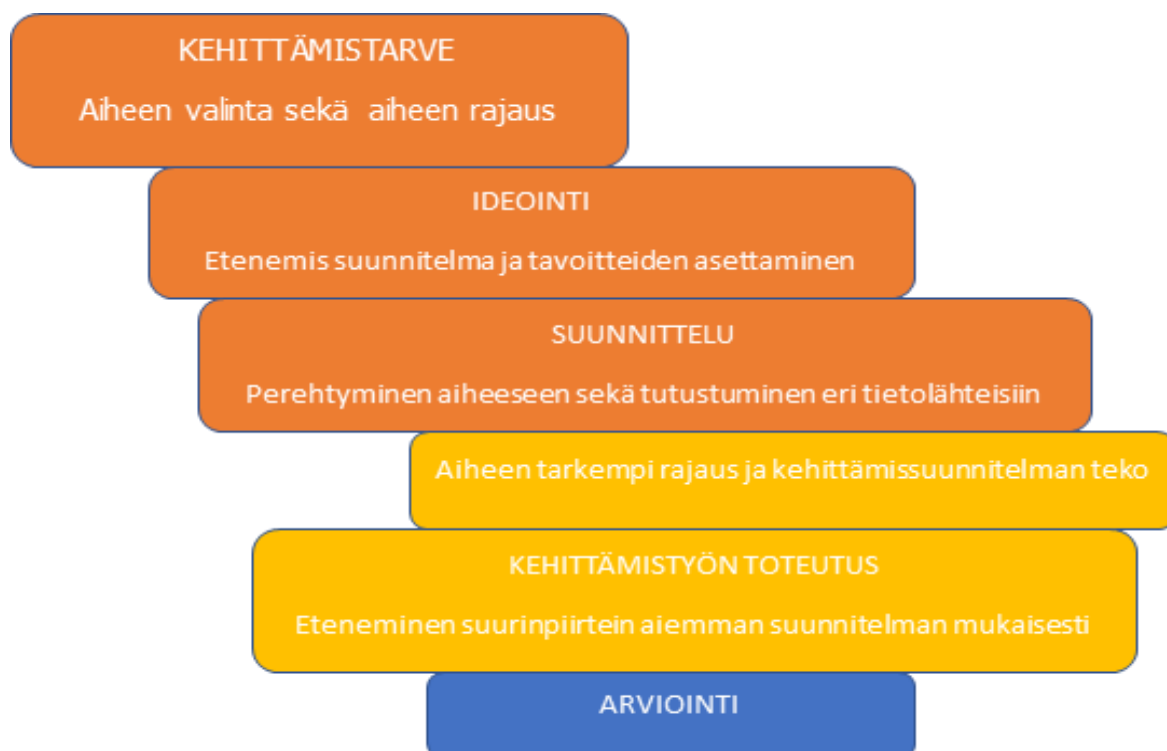 KEHITTÄMISTARVE
Aiheen valinta sekä aiheen rajaus
IDEOINTI
Etenemis suunnitelma ja tavoitteiden asettaminen
SUUNNITTELU
Perehtyminen aiheeseen sekä tutustuminen eri tietolähteisiin
Aiheen tarkempi rajaus ja kehittämissuunnitelman teko
KEHITTÄMISTYÖN TOTEUTUS
Eteneminen suurinpiirtein aiemman suunnitelman mukaisesti
ARVIOINTI